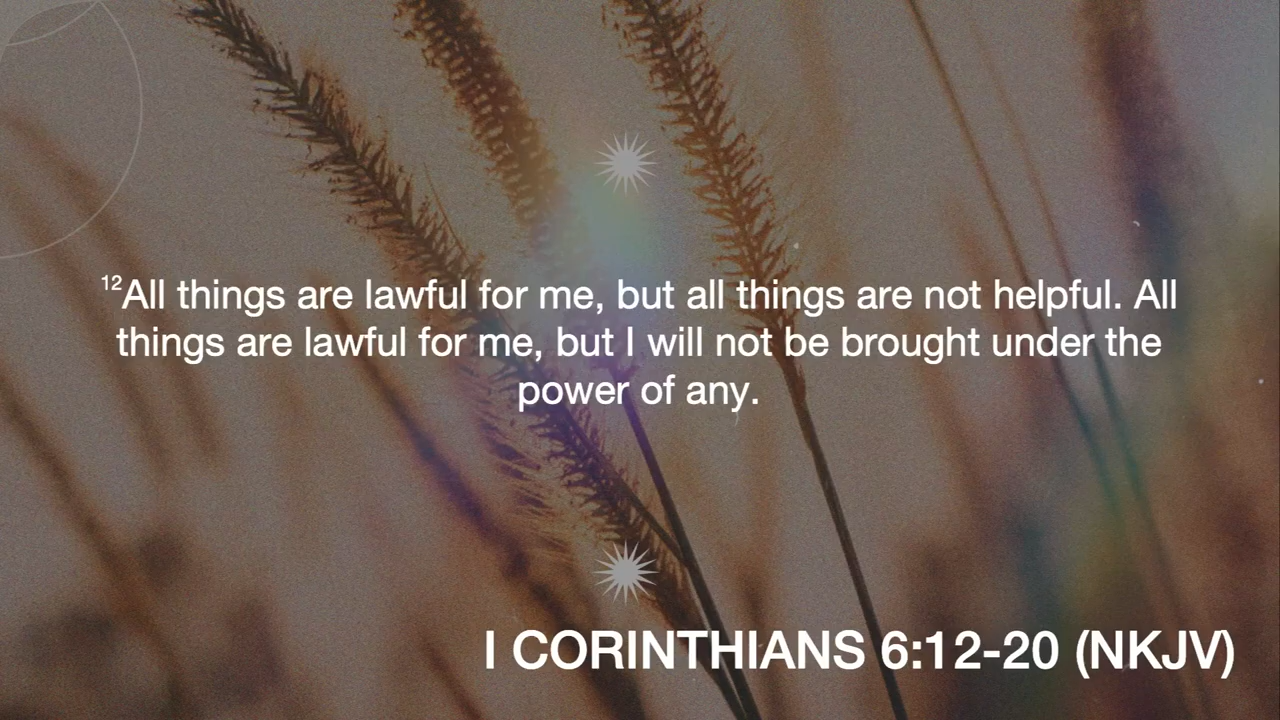 ¹²All things are lawful for me, but all things are not helpful. All
things are lawful for me, but I will not be brought under the
power of any.
I CORINTHIANS 6:12-20 (NKJV)